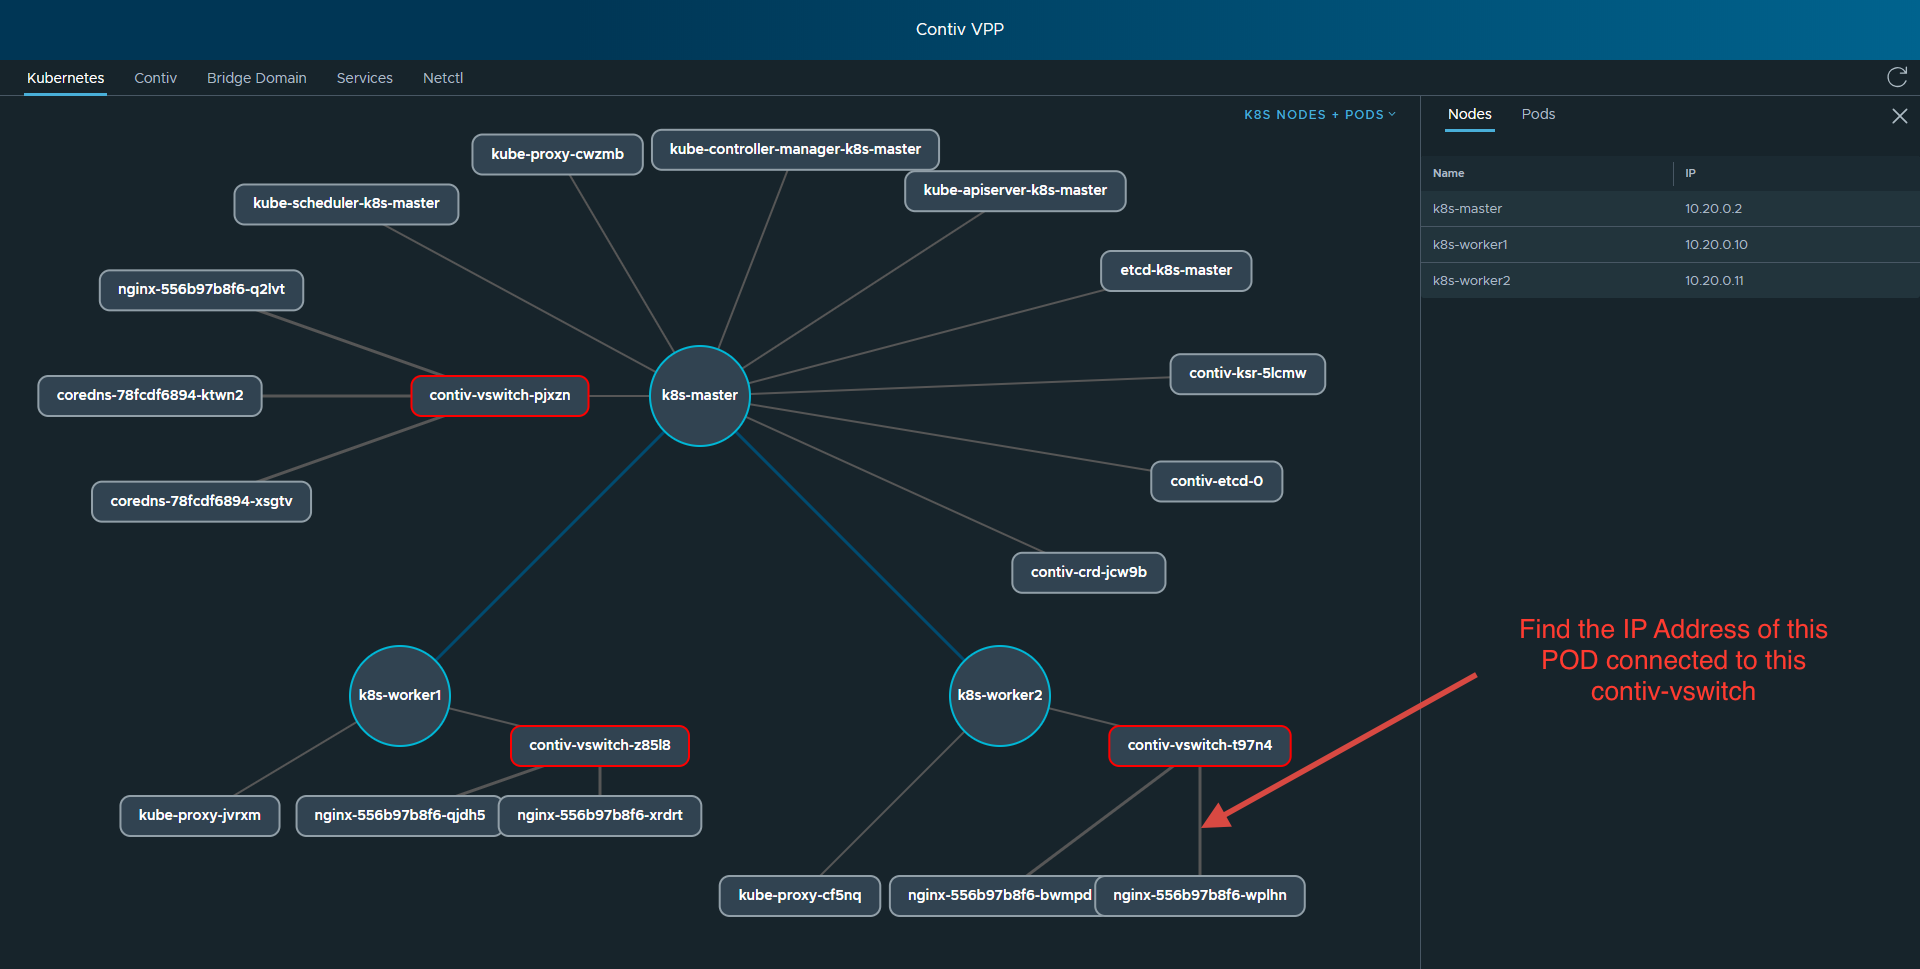 Contiv VPP
Kubernetes Contiv Bridge Domain Services Netctl
K8S NODES + PODS
Nodes Pods
Name IP
k8s-master 10.20.0.2
k8s-worker1 10.20.0.10
k8s-worker2 10.20.0.11
kube-proxy-cwzmb
kube-controller-manager-k8s-master
kube-scheduler-k8s-master
kube-apiserver-k8s-master
etcd-k8s-master
nginx-556b97b8f6-q2lvt
contiv-ksr-5lcmw
coredns-78fcdf6894-ktwn2
contiv-vswitch-pjxzn
k8s-master
contiv-etcd-0
coredns-78fcdf6894-xsgtv
contiv-crd-jcw9b
Find the IP Address of this
POD connected to this
contiv-vswitch
k8s-worker1
k8s-worker2
contiv-vswitch-z85l8
contiv-vswitch-t97n4
kube-proxy-jvrxm
nginx-556b97b8f6-qjdh5
nginx-556b97b8f6-xrdrt
kube-proxy-cf5nq
nginx-556b97b8f6-bwmpd
nginx-556b97b8f6-wplhn